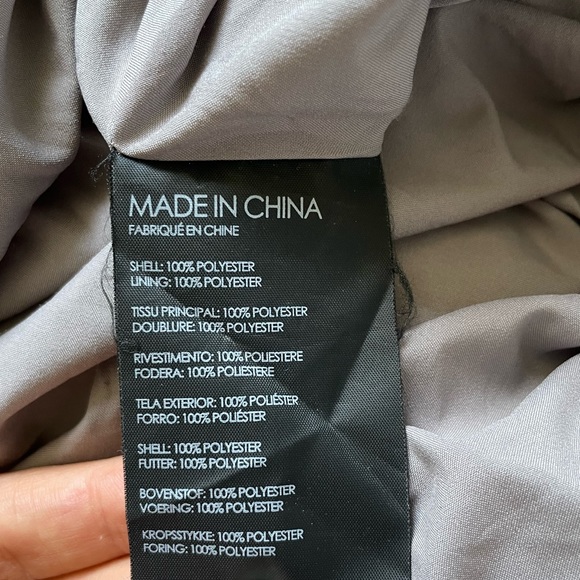 MADE IN CHINA
FABRIQUÉ EN CHINE
SHELL: 100% POLYESTER
LINING: 100% POLYESTER
TISSU PRINCIPAL: 100% POLYESTER
DOUBLURE: 100% POLYESTER
RIVESTIMENTO: 100% POLIESTERE
FODERA: 100% POLIESTERE
TELA EXTERIOR: 100% POLIÉSTER
FORRO: 100% POLIÉSTER
SHELL: 100% POLYESTER
FUTTER: 100% POLYESTER
BOVENSTOF: 100% POLYESTER
VOERING: 100% POLYESTER
KROPSSTYKKE: 100% POLYESTER
FORING: 100% POLYESTER